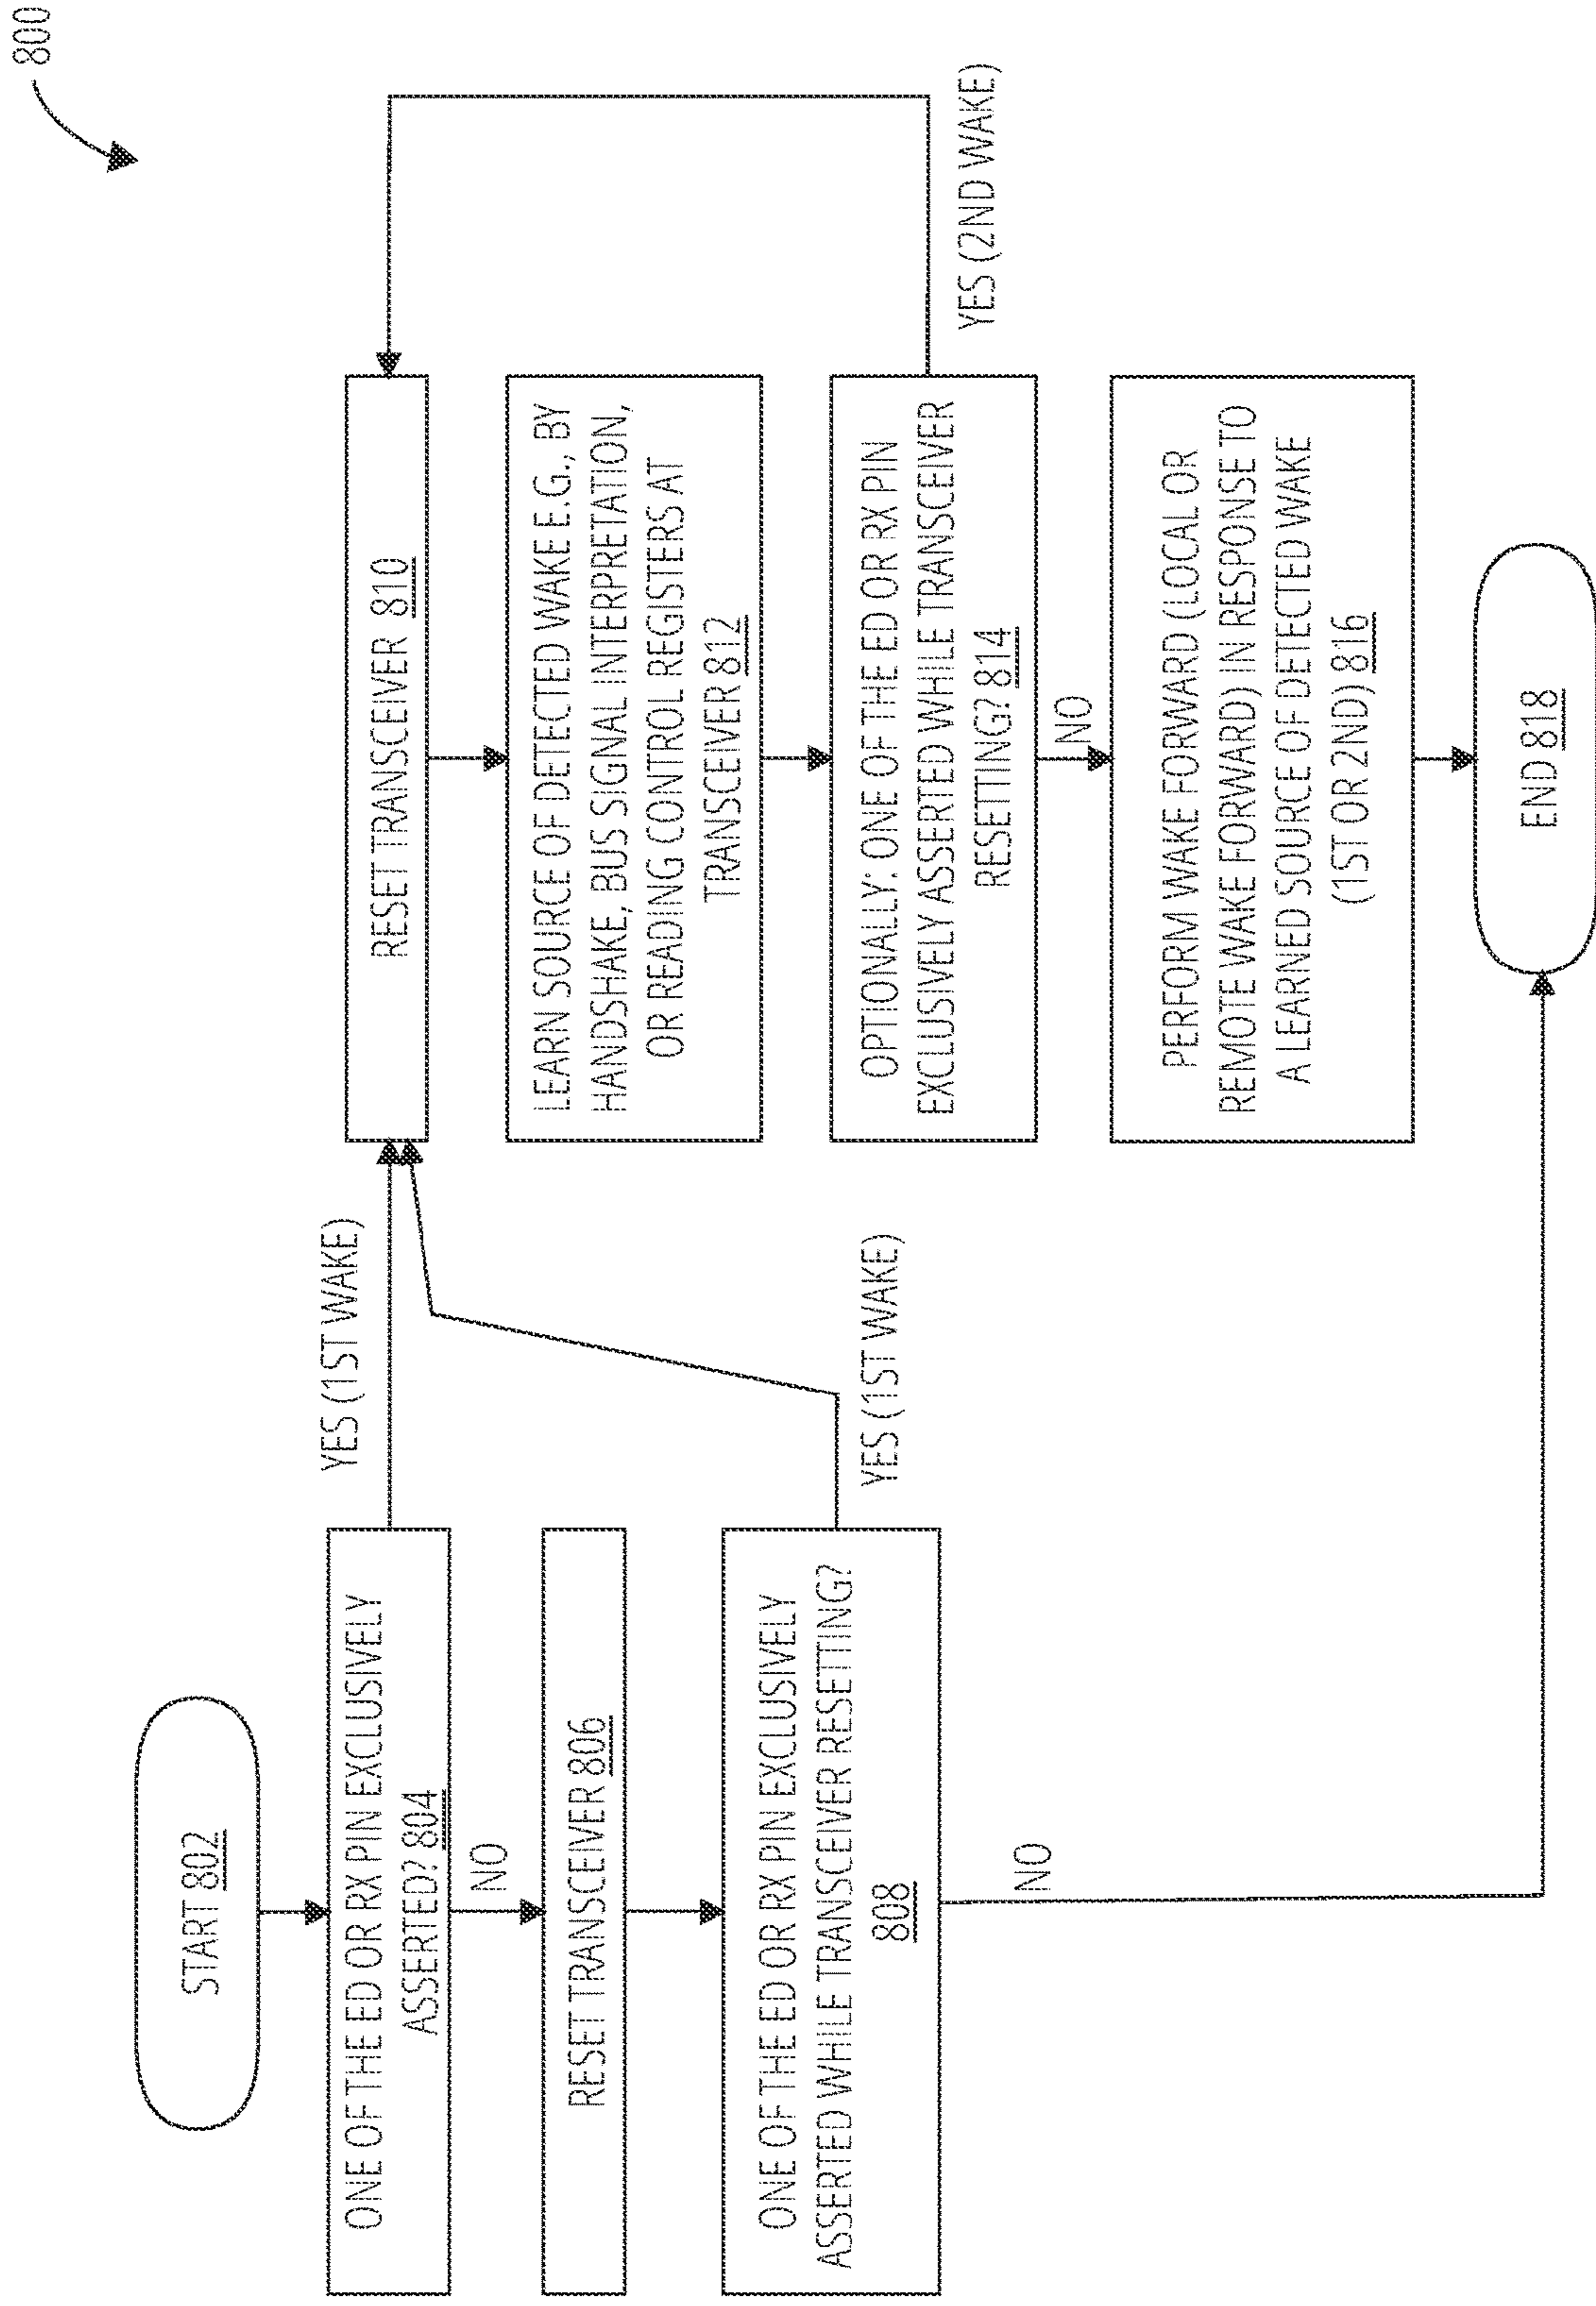 800
START 802
ONE OF THE ED OR RX PIN EXCLUSIVELY
ASSERTED? 804
YES (1ST WAKE)
NO
RESET TRANSCEIVER 806
ONE OF THE ED OR RX PIN EXCLUSIVELY
ASSERTED WHILE TRANSCEIVER RESETTING?
808
YES (1ST WAKE)
NO
RESET TRANSCEIVER 810
LEARN SOURCE OF DETECTED WAKE E.G., BY
HANDSHAKE, BUS SIGNAL INTERPRETATION,
OR READING CONTROL REGISTERS AT
TRANSCEIVER 812
OPTIONALLY: ONE OF THE ED OR RX PIN
EXCLUSIVELY ASSERTED WHILE TRANSCEIVER
RESETTING? 814
YES (2ND WAKE)
NO
PERFORM WAKE FORWARD (LOCAL OR
REMOTE WAKE FORWARD) IN RESPONSE TO
A LEARNED SOURCE OF DETECTED WAKE
(1ST OR 2ND) 816
END 818